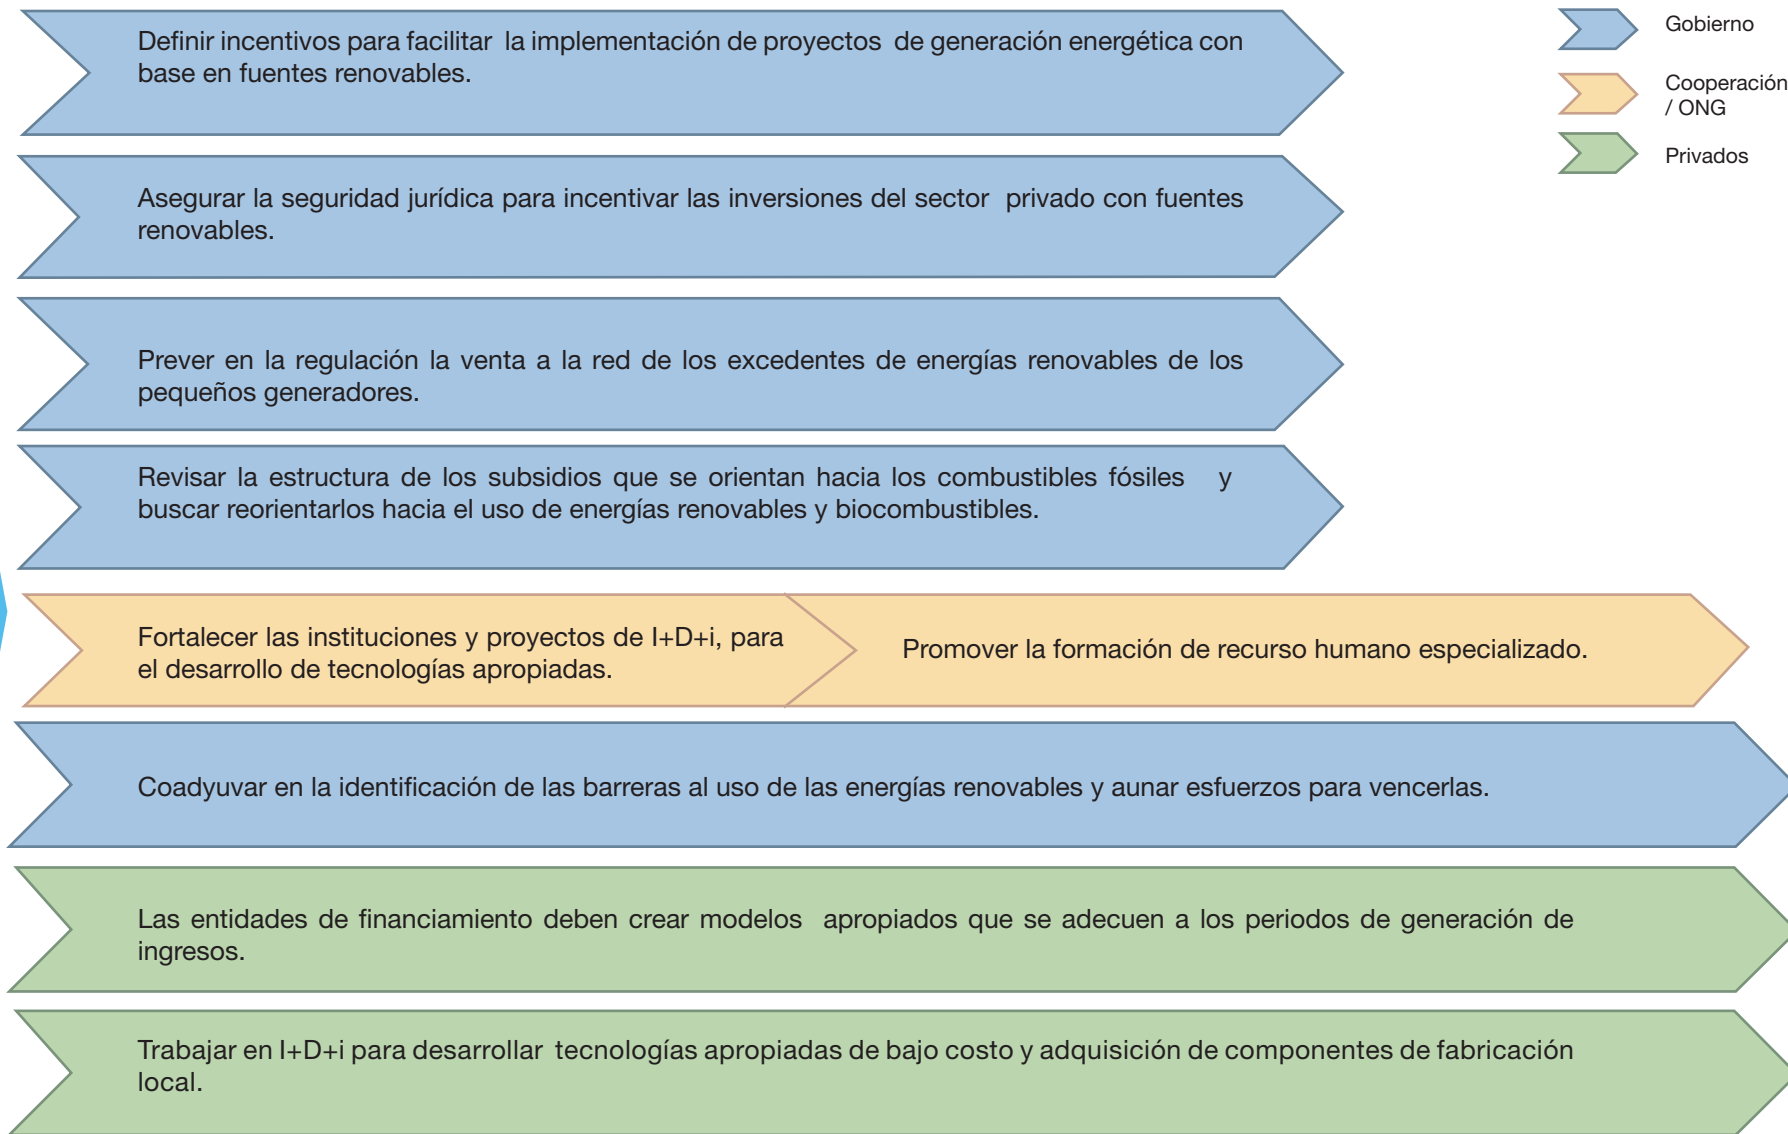 Definir incentivos para facilitar la implementación de proyectos de generación energética con
base en fuentes renovables.
Gobierno
Cooperación
/ ONG
Privados
Asegurar la seguridad jurídica para incentivar las inversiones del sector privado con fuentes
renovables.
Prever en la regulación la venta a la red de los excedentes de energías renovables de los
pequeños generadores.
Revisar la estructura de los subsidios que se orientan hacia los combustibles fósiles y
buscar reorientarlos hacia el uso de energías renovables y biocombustibles.
Fortalecer las instituciones y proyectos de I+D+i, para
el desarrollo de tecnologías apropiadas.
Promover la formación de recurso humano especializado.
Coadyuvar en la identificación de las barreras al uso de las energías renovables y aunar esfuerzos para vencerlas.
Las entidades de financiamiento deben crear modelos apropiados que se adecuen a los periodos de generación de
ingresos.
Trabajar en I+D+i para desarrollar tecnologías apropiadas de bajo costo y adquisición de componentes de fabricación
local.